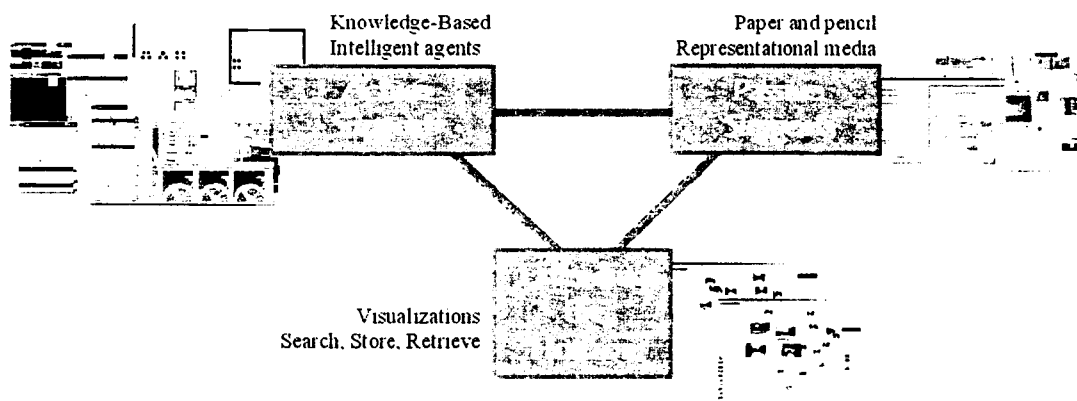 Knowledge-Based
Intelligent agents
Paper and pencil
Representational media
Visualizations
Search, Store, Retrieve